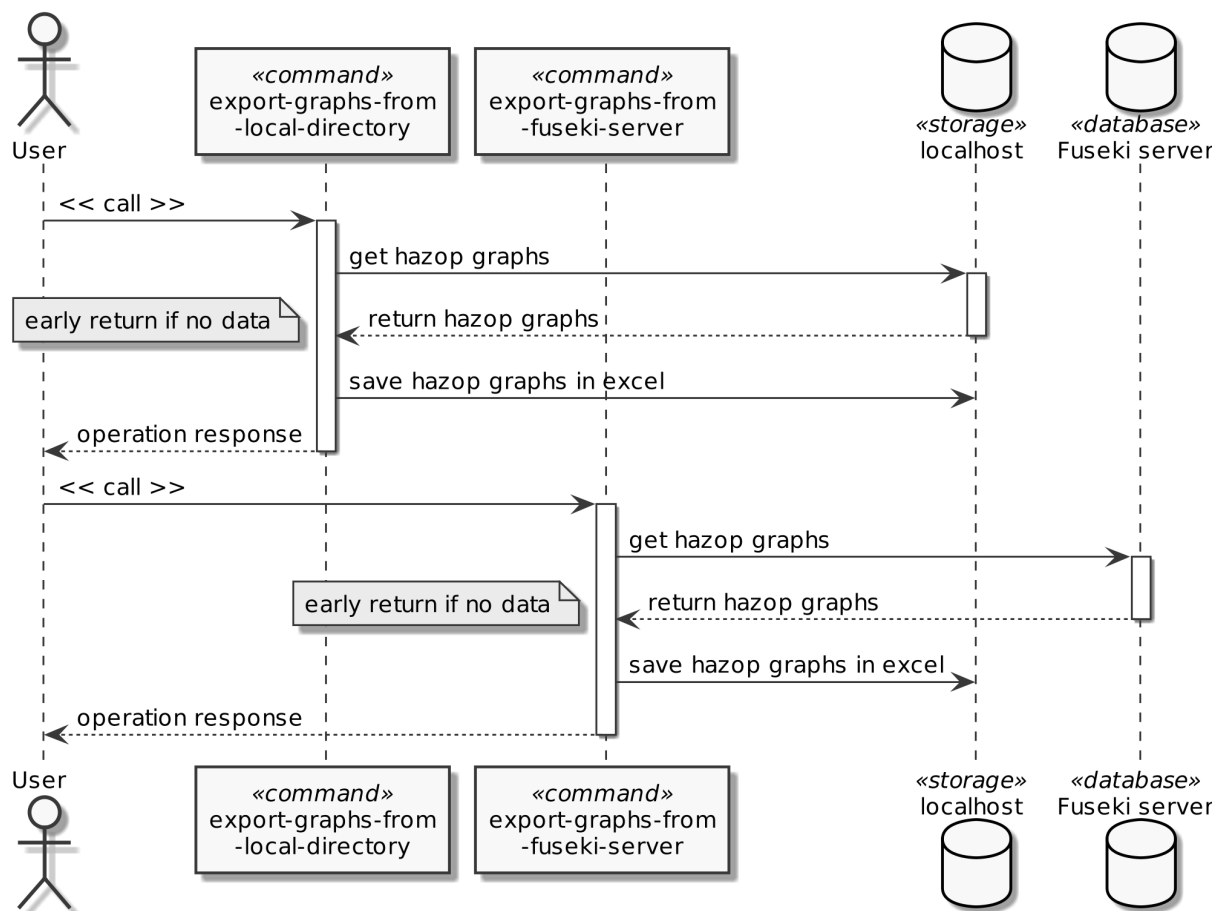 User
«command»
export-graphs-from
-local-directory
«command»
export-graphs-from
-fuseki-server
«storage»
localhost
«database»
Fuseki server
<< call >>
get hazop graphs
early return if no data
return hazop graphs
save hazop graphs in excel
operation response
<< call >>
get hazop graphs
early return if no data
return hazop graphs
save hazop graphs in excel
operation response
User
«command»
export-graphs-from
-local-directory
«command»
export-graphs-from
-fuseki-server
«storage»
localhost
«database»
Fuseki server